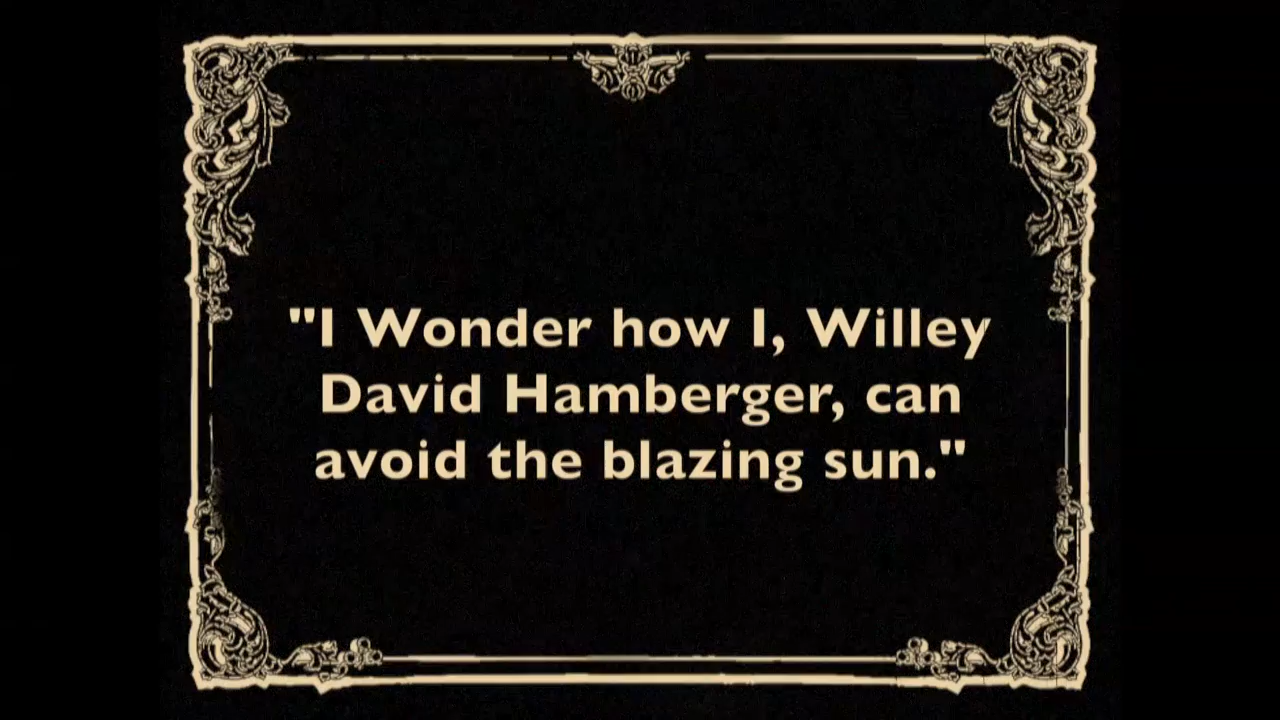 "I Wonder how I, Willey
David Hamberger, can
avoid the blazing sun."